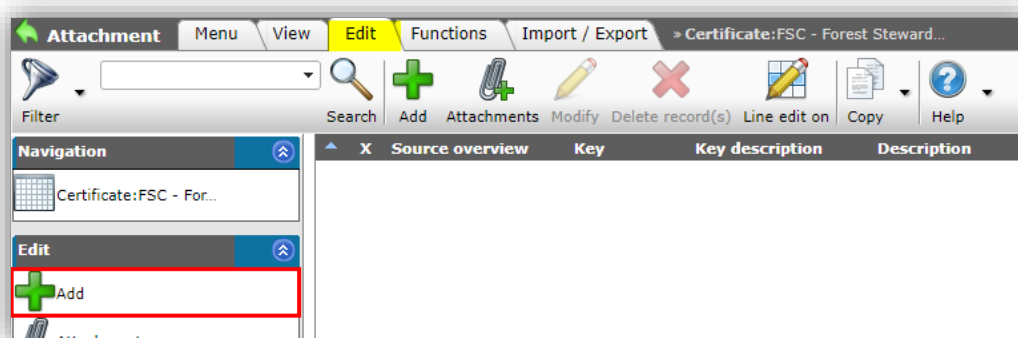 Attachment Menu View Edit Functions Import / Export » Certificate:FSC - Forest Steward...
Filter Search Add Attachments Modify Delete record(s) Line edit on Copy Help
Navigation X Source overview Key Key description Description
Certificate:FSC - For...
Edit
Add